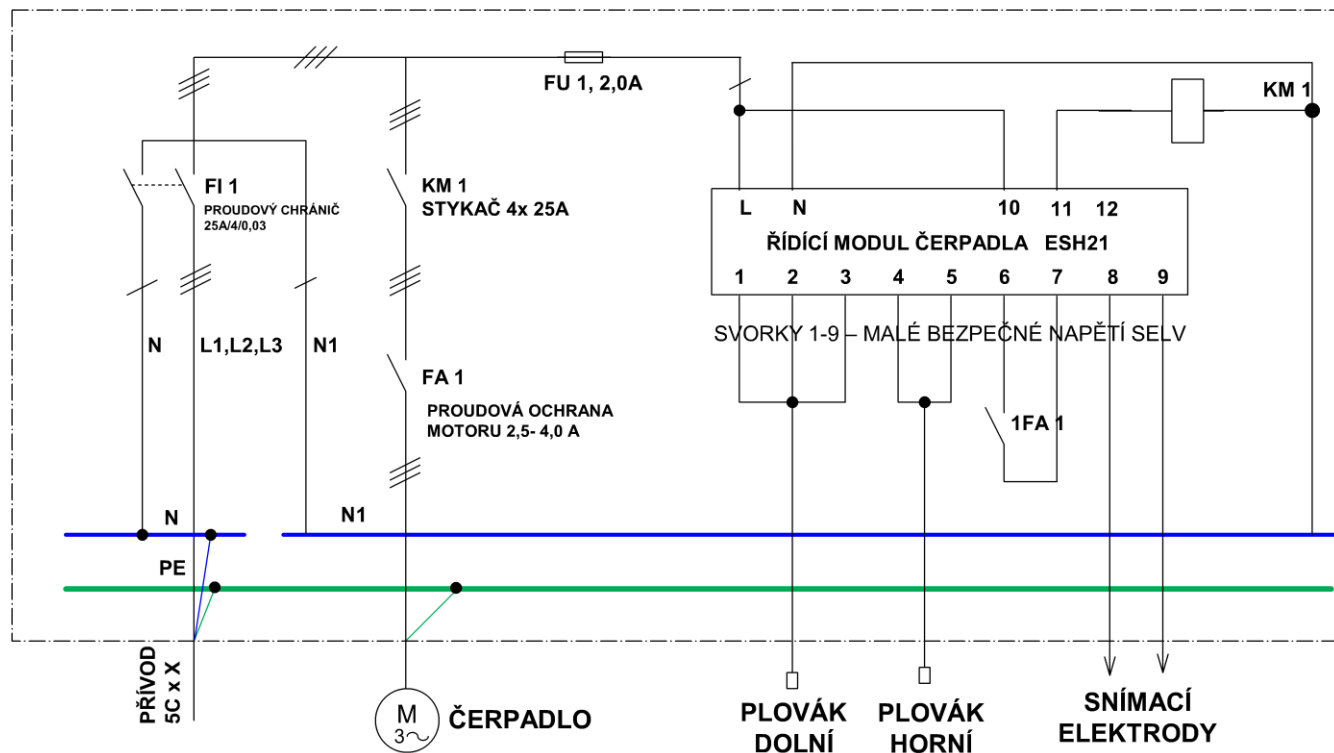 FU 1, 2,0A
KM 1
FI 1
PROUDOVÝ CHRÁNIČ
25A/4/0,03
KM 1
STYKAČ 4x 25A
L N 10 11 12
ŘÍDÍCÍ MODUL ČERPADLA ESH21
1 2 3 4 5 6 7 8 9
SVORKY 1-9 – MALÉ BEZPEČNÉ NAPĚTÍ SELV
N L1,L2,L3 N1
FA 1
PROUDOVÁ OCHRANA
MOTORU 2,5- 4,0 A
1FA 1
N N1
PE
PŘÍVOD
5C x X
M
3~
ČERPADLO
PLOVÁK
DOLNÍ
PLOVÁK
HORNÍ
SNÍMACÍ
ELEKTRODY